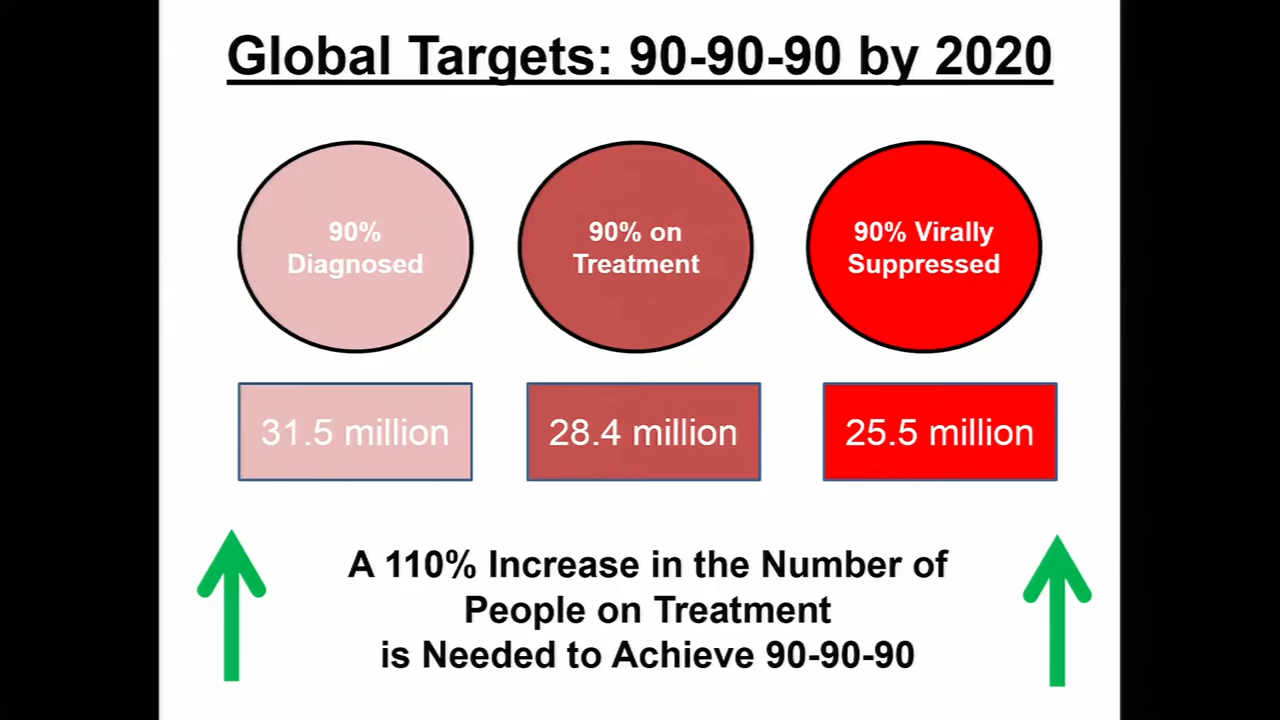 Global Targets: 90-90-90 by 2020
90%
Diagnosed
90% on
Treatment
90% Virally
Suppressed
31.5 million
28.4 million
25.5 million
A 110% Increase in the Number of
People on Treatment
is Needed to Achieve 90-90-90